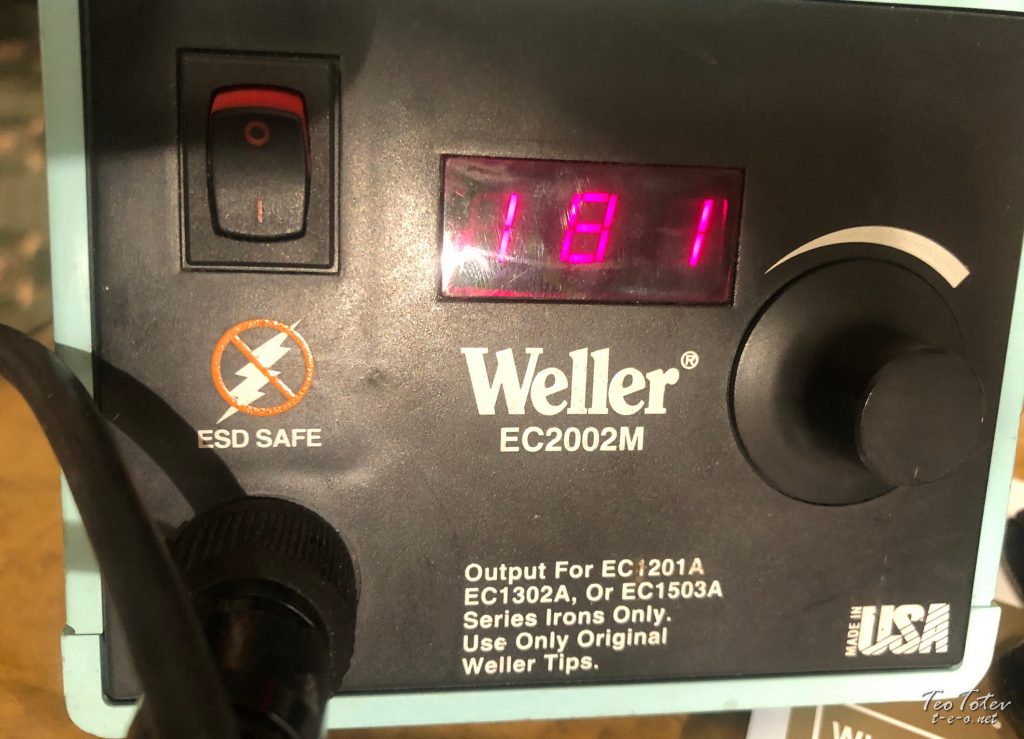 181
ESD SAFE
Weller®
EC2002M
Output For EC1201A
EC1302A, Or EC1503A
Series Irons Only.
Use Only Original
Weller Tips.
MADE IN USA
Teo Totev
t-e-o.net